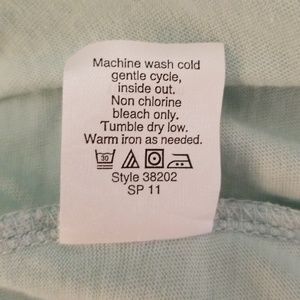 Machine wash cold
gentle cycle,
inside out.
Non chlorine
bleach only.
Tumble dry low.
Warm iron as needed.
30
Style 38202
SP 11